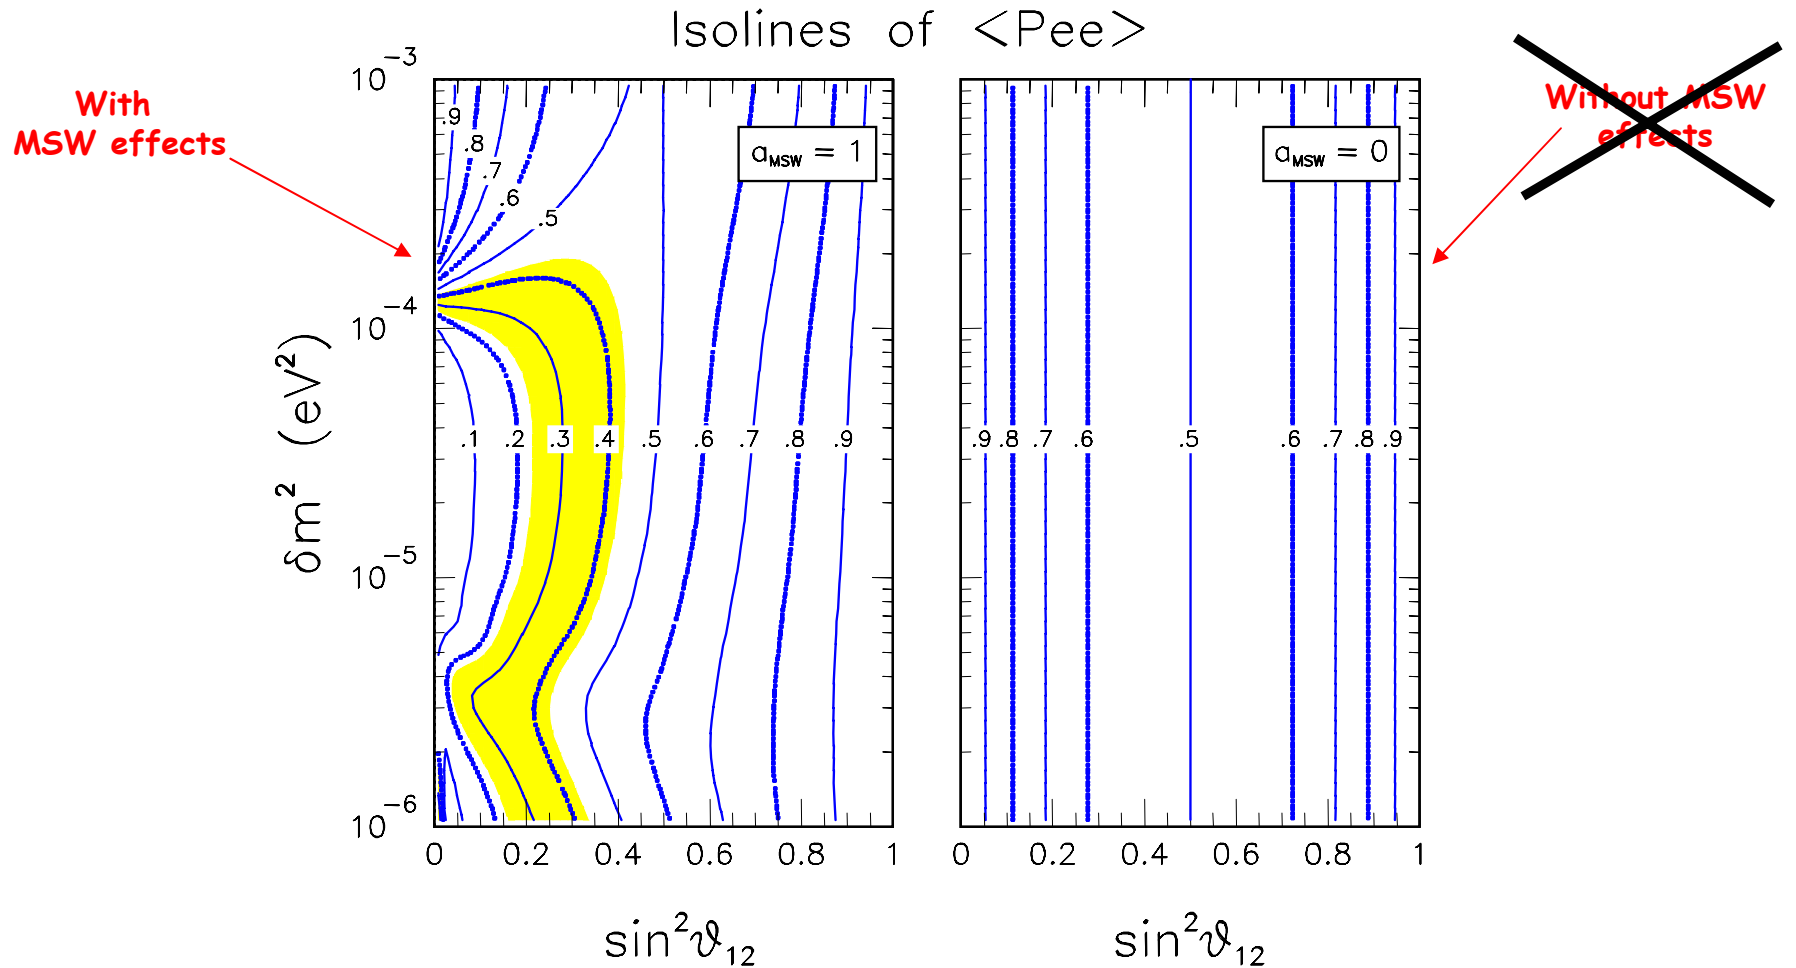 Isolines of <Pee>
With
MSW effects
Without MSW
effects
δm² (eV²)
10⁻³
10⁻⁴
10⁻⁵
10⁻⁶
a_MSW = 1
.9
.8
.7
.6
.5
.1 .2 .3 .4 .5 .6 .7 .8 .9
0 0.2 0.4 0.6 0.8 1
sin²ϑ₁₂
a_MSW = 0
.9 .8 .7 .6 .5 .6 .7 .8 .9
0 0.2 0.4 0.6 0.8 1
sin²ϑ₁₂